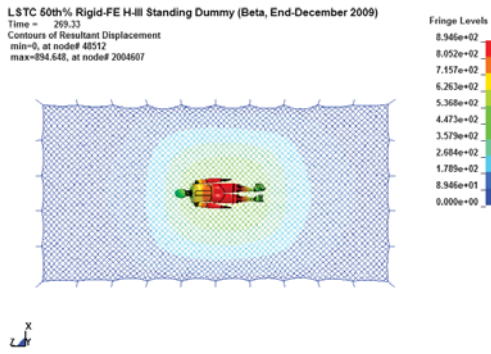 LSTC 50th% Rigid-FE H-III Standing Dummy (Beta, End-December 2009)
Time = 269.33
Contours of Resultant Displacement
min=0, at node# 48512
max=894.648, at node# 2004607
Fringe Levels
8.946e+02
8.052e+02
7.157e+02
6.263e+02
5.368e+02
4.473e+02
3.579e+02
2.684e+02
1.789e+02
8.946e+01
0.000e+00
X
Z Y